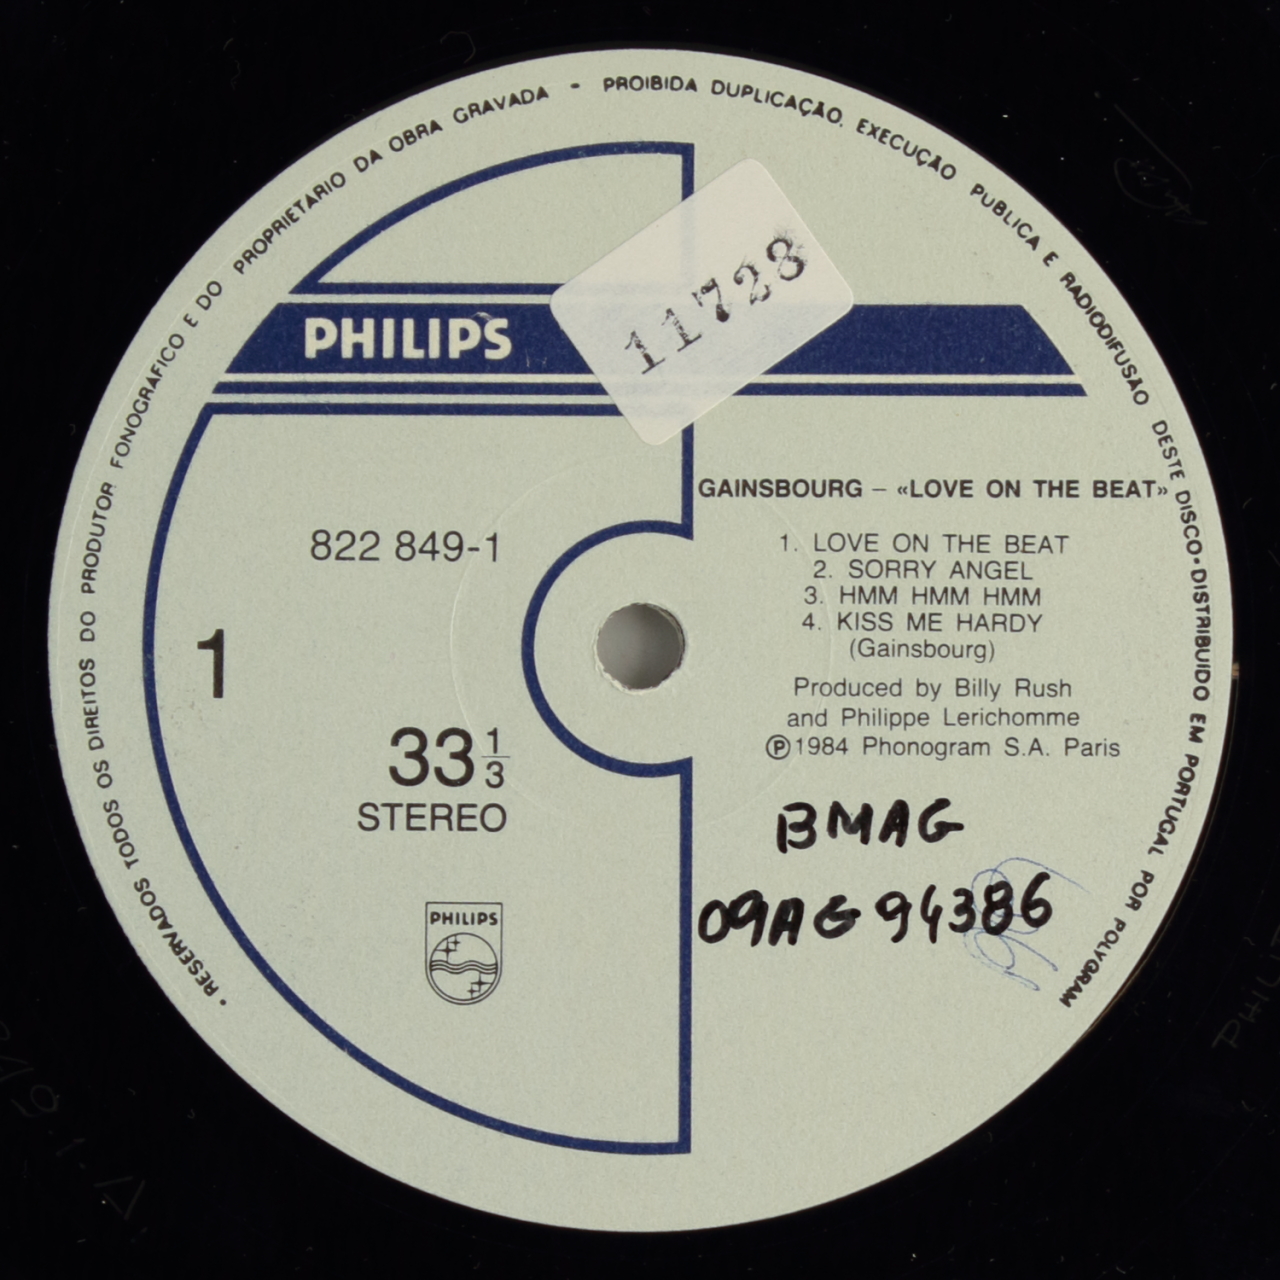 • RESERVADOS TODOS OS DIREITOS DO PRODUTOR FONOGRAFICO E DO PROPRIETARIO DA OBRA GRAVADA - PROIBIDA DUPLICAÇÃO, EXECUÇÃO PUBLICA E RADIODIFUSÃO DESTE DISCO • DISTRIBUIDO EM PORTUGAL POR POLYGRAM
11728
PHILIPS
GAINSBOURG – «LOVE ON THE BEAT»
822 849-1
1. LOVE ON THE BEAT
2. SORRY ANGEL
3. HMM HMM HMM
4. KISS ME HARDY
(Gainsbourg)
1
Produced by Billy Rush
and Philippe Lerichomme
℗1984 Phonogram S.A. Paris
33 1/3
STEREO
BMAG
09AG94386
PHILIPS